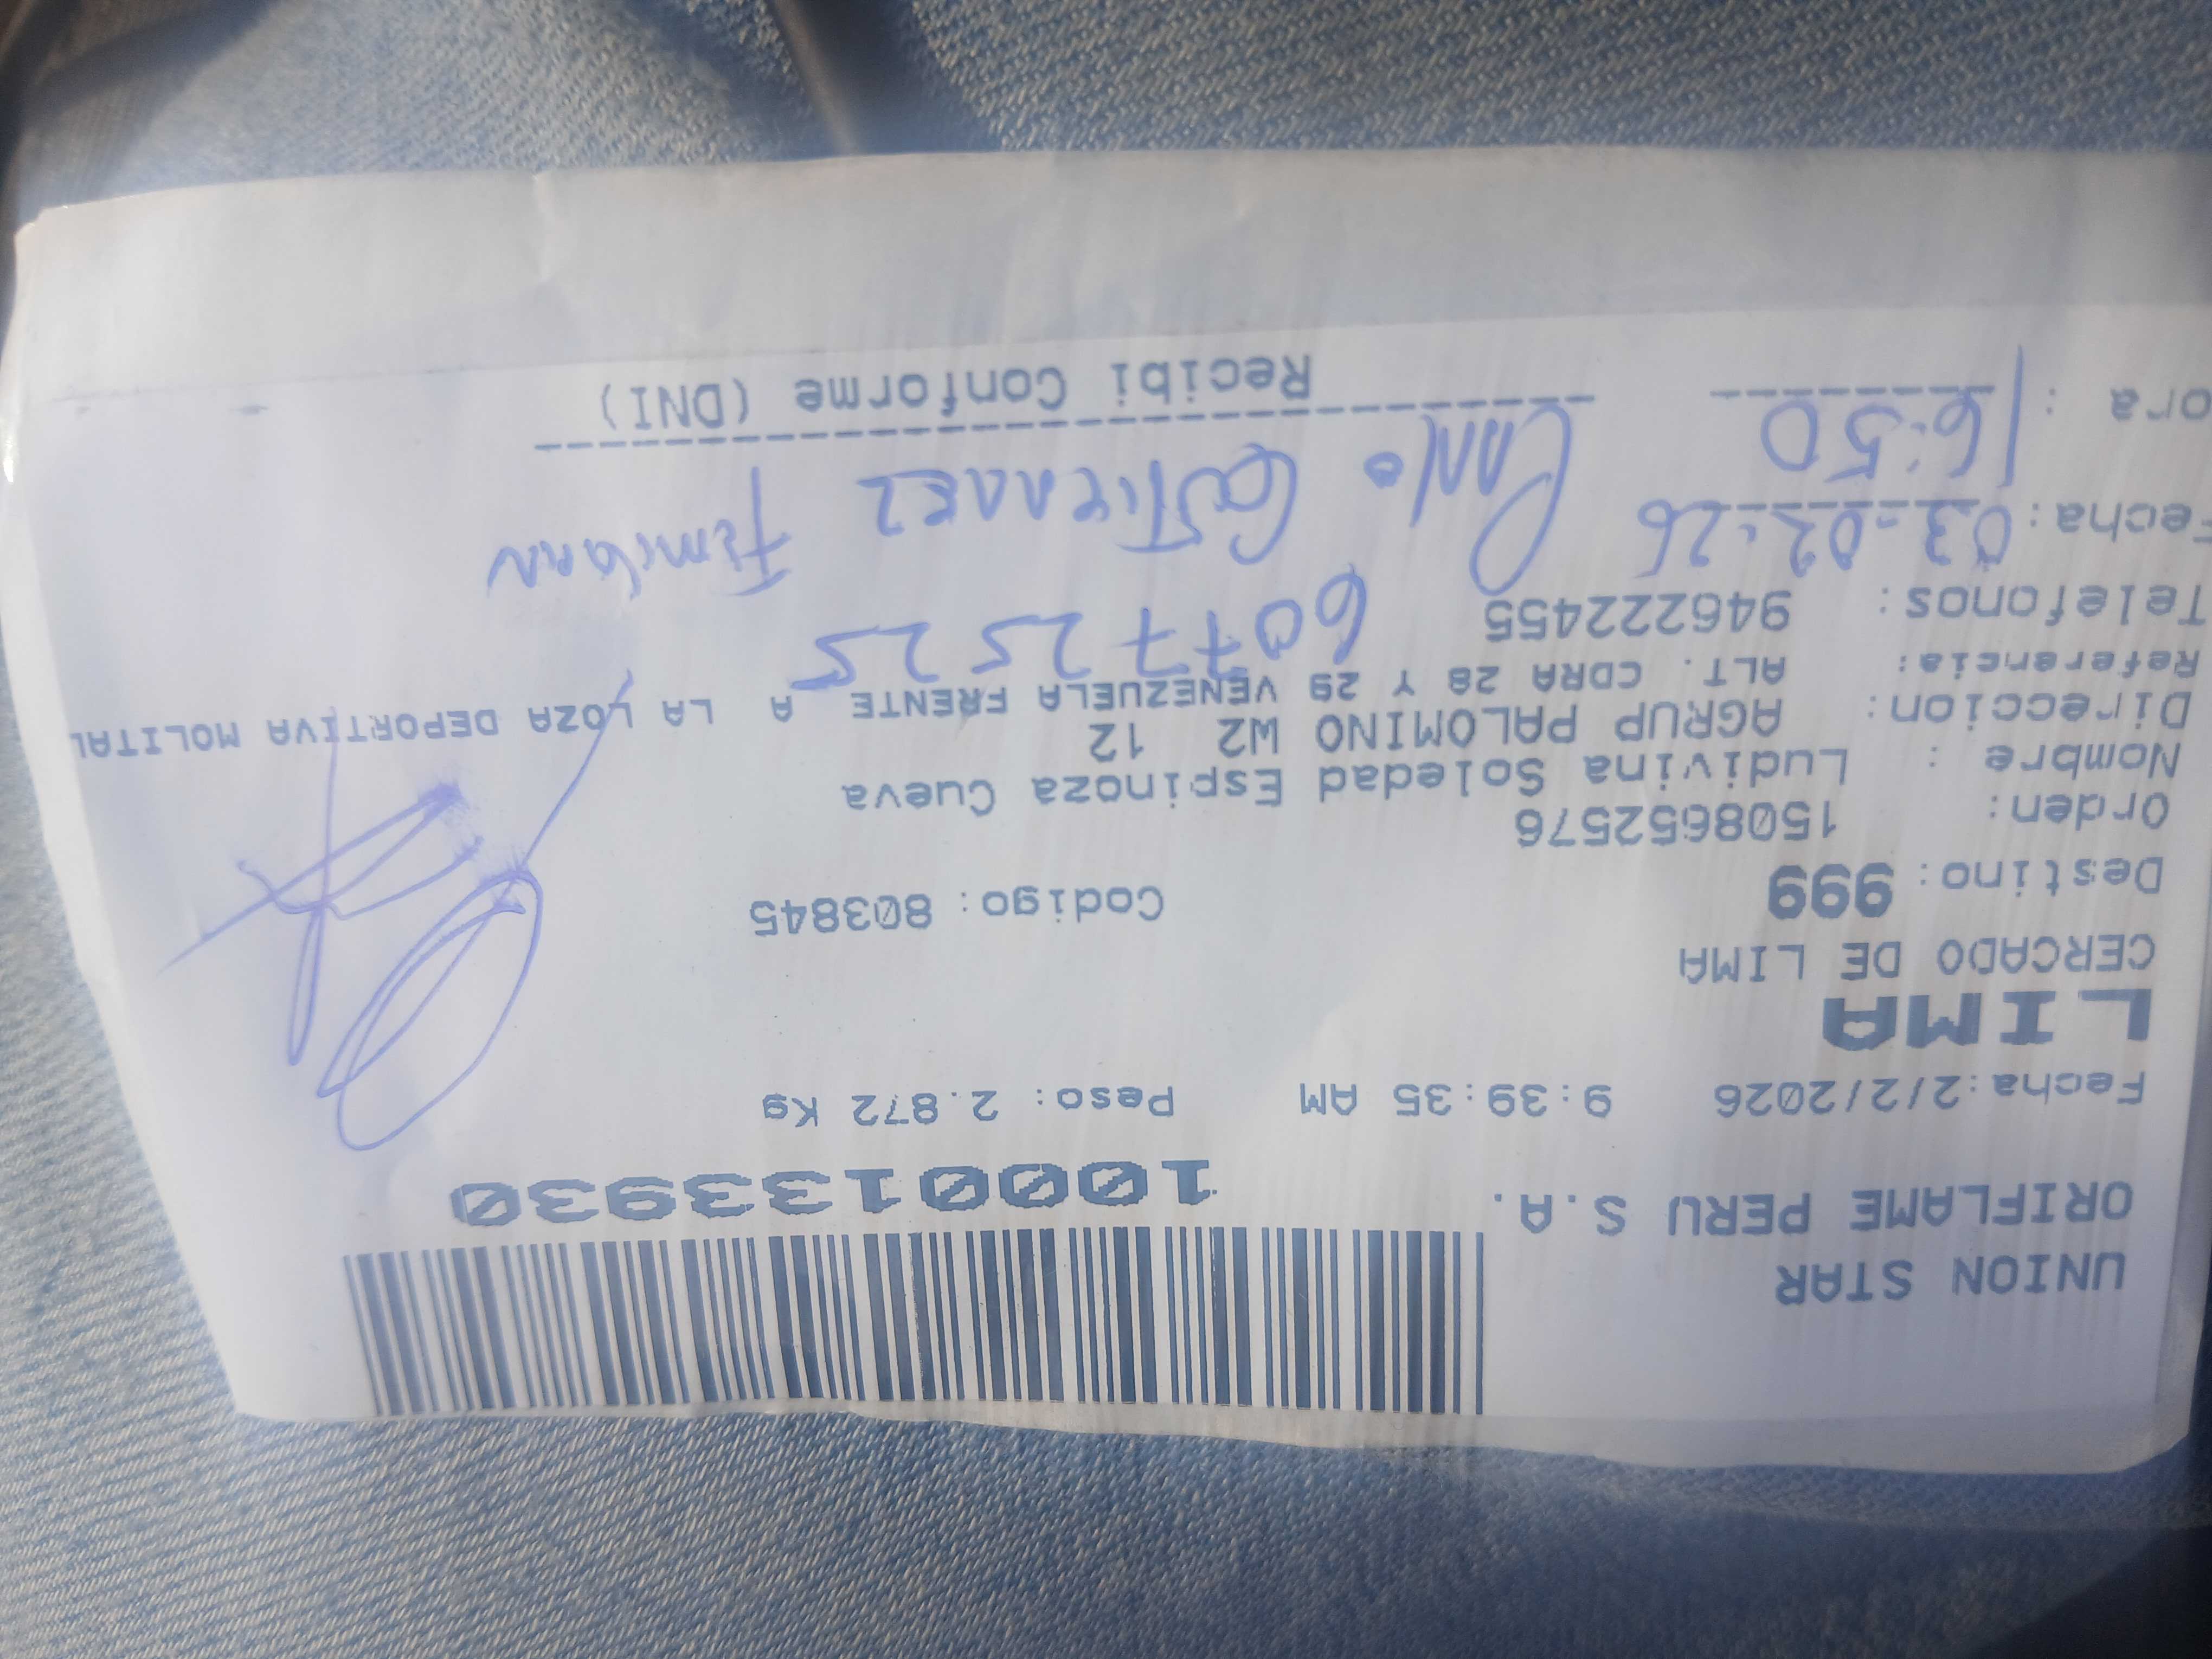 UNION STAR
ORIFLAME PERU S.A.
1000133930
Fecha:2/2/2026 9:39:35 AM Peso: 2.872 Kg
LIMA
CERCADO DE LIMA
Destino: 999 Codigo: 803845
Orden: 1508652576
Nombre : Ludivina Soledad Espinoza Cueva
Direccion: AGRUP PALOMINO W2 12
Referencia: ALT. CDRA 28 Y 29 VENEZUELA FRENTE A LA LOZA DEPORTIVA MOLITAL
Telefonos: 946222455
60772525
Fecha: 03-02-26
ora : 16:50
Recibi Conforme (DNI)